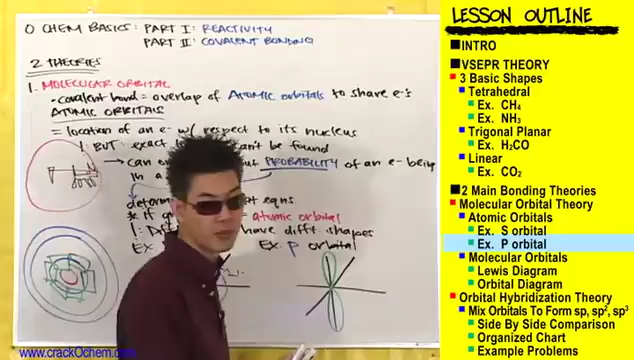 O CHEM BASICS: PART I: REACTIVITY
PART II: COVALENT BONDING
2 THEORIES
1. MOLECULAR ORBITAL
• covalent bond = overlap of ATOMIC orbitals to share e⁻s
ATOMIC ORBITALS
= location of an e⁻ w/ respect to its nucleus
! BUT: exact can't be found
→ can PROBABILITY of an e⁻ being
in a
determ eqns
* if = atomic orbital
! Diff have diff't shapes
Ex. Ex. p orbital
www.crackOchem.com
LESSON OUTLINE
INTRO
VSEPR THEORY
3 Basic Shapes
Tetrahedral
Ex. CH₄
Ex. NH₃
Trigonal Planar
Ex. H₂CO
Linear
Ex. CO₂
2 Main Bonding Theories
Molecular Orbital Theory
Atomic Orbitals
Ex. S orbital
Ex. P orbital
Molecular Orbitals
Lewis Diagram
Orbital Diagram
Orbital Hybridization Theory
Mix Orbitals To Form sp, sp², sp³
Side By Side Comparison
Organized Chart
Example Problems